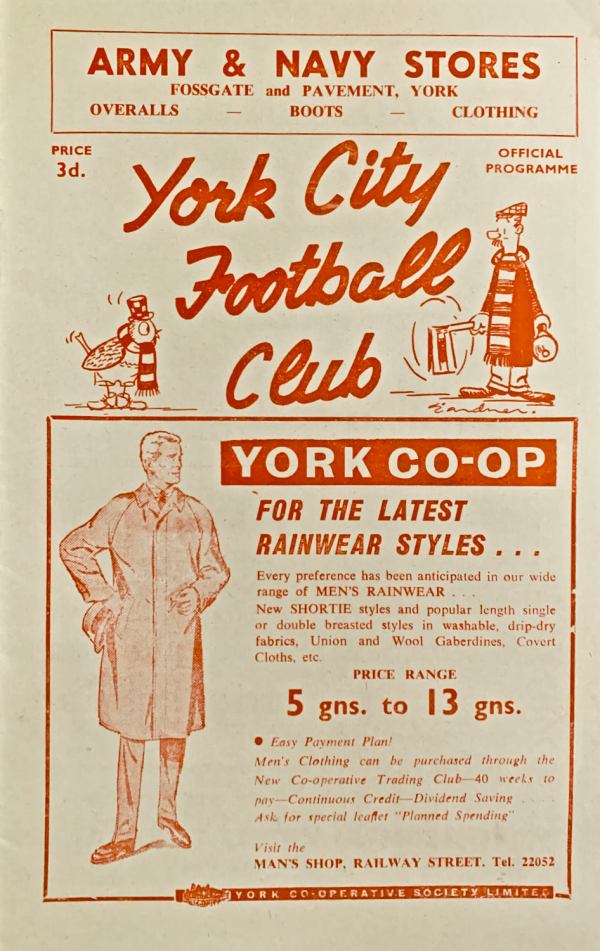 ARMY & NAVY STORES
FOSSGATE and PAVEMENT, YORK
OVERALLS — BOOTS — CLOTHING
PRICE
3d.
OFFICIAL
PROGRAMME
York City
Football
Club
Gardner.
YORK CO-OP
FOR THE LATEST
RAINWEAR STYLES . . .
Every preference has been anticipated in our wide
range of MEN'S RAINWEAR . . .
New SHORTIE styles and popular length single
or double breasted styles in washable, drip-dry
fabrics, Union and Wool Gaberdines, Covert
Cloths, etc.
PRICE RANGE
5 gns. to 13 gns.
● Easy Payment Plan!
Men's Clothing can be purchased through the
New Co-operative Trading Club—40 weeks to
pay—Continuous Credit—Dividend Saving . . . .
Ask for special leaflet "Planned Spending"
Visit the
MAN'S SHOP, RAILWAY STREET. Tel. 22052
YORK CO-OPERATIVE SOCIETY LIMITED